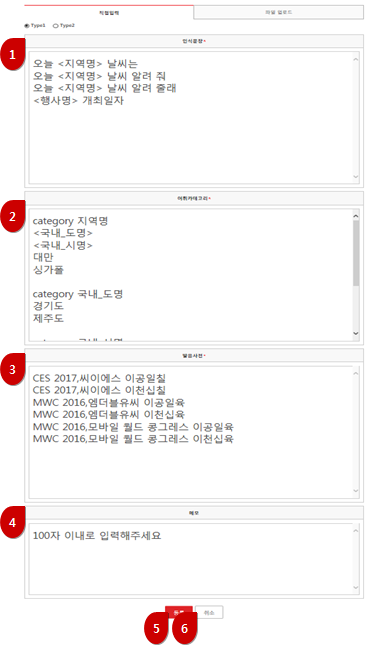 직접입력
파일 업로드
Type1 Type2
1
인식문장*
오늘 <지역명> 날씨는
오늘 <지역명> 날씨 알려 줘
오늘 <지역명> 날씨 알려 줄래
<행사명> 개최일자
2
어휘카테고리*
category 지역명
<국내_도명>
<국내_시명>
대만
싱가폴
category 국내_도명
경기도
제주도
3
발음사전*
CES 2017,씨이에스 이공일칠
CES 2017,씨이에스 이천십칠
MWC 2016,엠더블유씨 이공일육
MWC 2016,엠더블유씨 이천십육
MWC 2016,모바일 월드 콩그레스 이공일육
MWC 2016,모바일 월드 콩그레스 이천십육
4
메모
100자 이내로 입력해주세요
취소
5 6